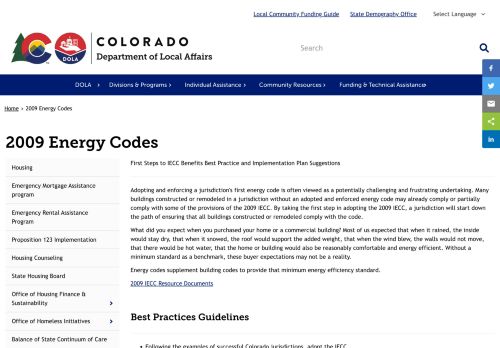 Local Community Funding Guide
State Demography Office
Select Language
COLORADO
Department of Local Affairs
CO
DOLA
Search
DOLA
Divisions & Programs
Individual Assistance
Community Resources
Funding & Technical Assistance
Home > 2009 Energy Codes
2009 Energy Codes
Housing
Emergency Mortgage Assistance
program
Emergency Rental Assistance
Program
Proposition 123 Implementation
Housing Counseling
State Housing Board
Office of Housing Finance &
Sustainability
Office of Homeless Initiatives
Balance of State Continuum of Care
First Steps to IECC Benefits Best Practice and Implementation Plan Suggestions
Adopting and enforcing a jurisdiction's first energy code is often viewed as a potentially challenging and frustrating undertaking. Many
buildings constructed or remodeled in a jurisdiction without an adopted and enforced energy code may already comply or partially
comply with some of the provisions of the 2009 IECC. By taking the first step in adopting the 2009 IECC, a jurisdiction will start down
the path of ensuring that all buildings constructed or remodeled comply with the code.
What did you expect when you purchased your home or a commercial building? Most of us expected that when it rained, the inside
would stay dry, that when it snowed, the roof would support the added weight, that when the wind blew, the walls would not move,
that there would be hot water, that the home or building would also be reasonably comfortable and energy efficient. Without a
minimum standard as a benchmark, these buyer expectations may not be a reality.
Energy codes supplement building codes to provide that minimum energy efficiency standard.
2009 IECC Resource Documents
Best Practices Guidelines
Following the examples of successful Colorado jurisdictions, adopt the IECC